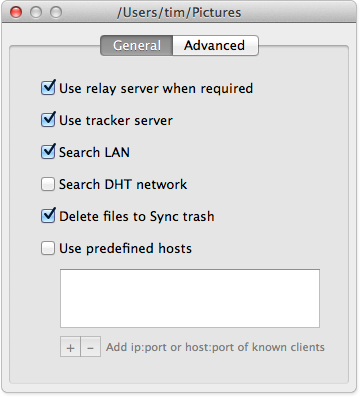 /Users/tim/Pictures
General Advanced
Use relay server when required
Use tracker server
Search LAN
Search DHT network
Delete files to Sync trash
Use predefined hosts
+ − Add ip:port or host:port of known clients